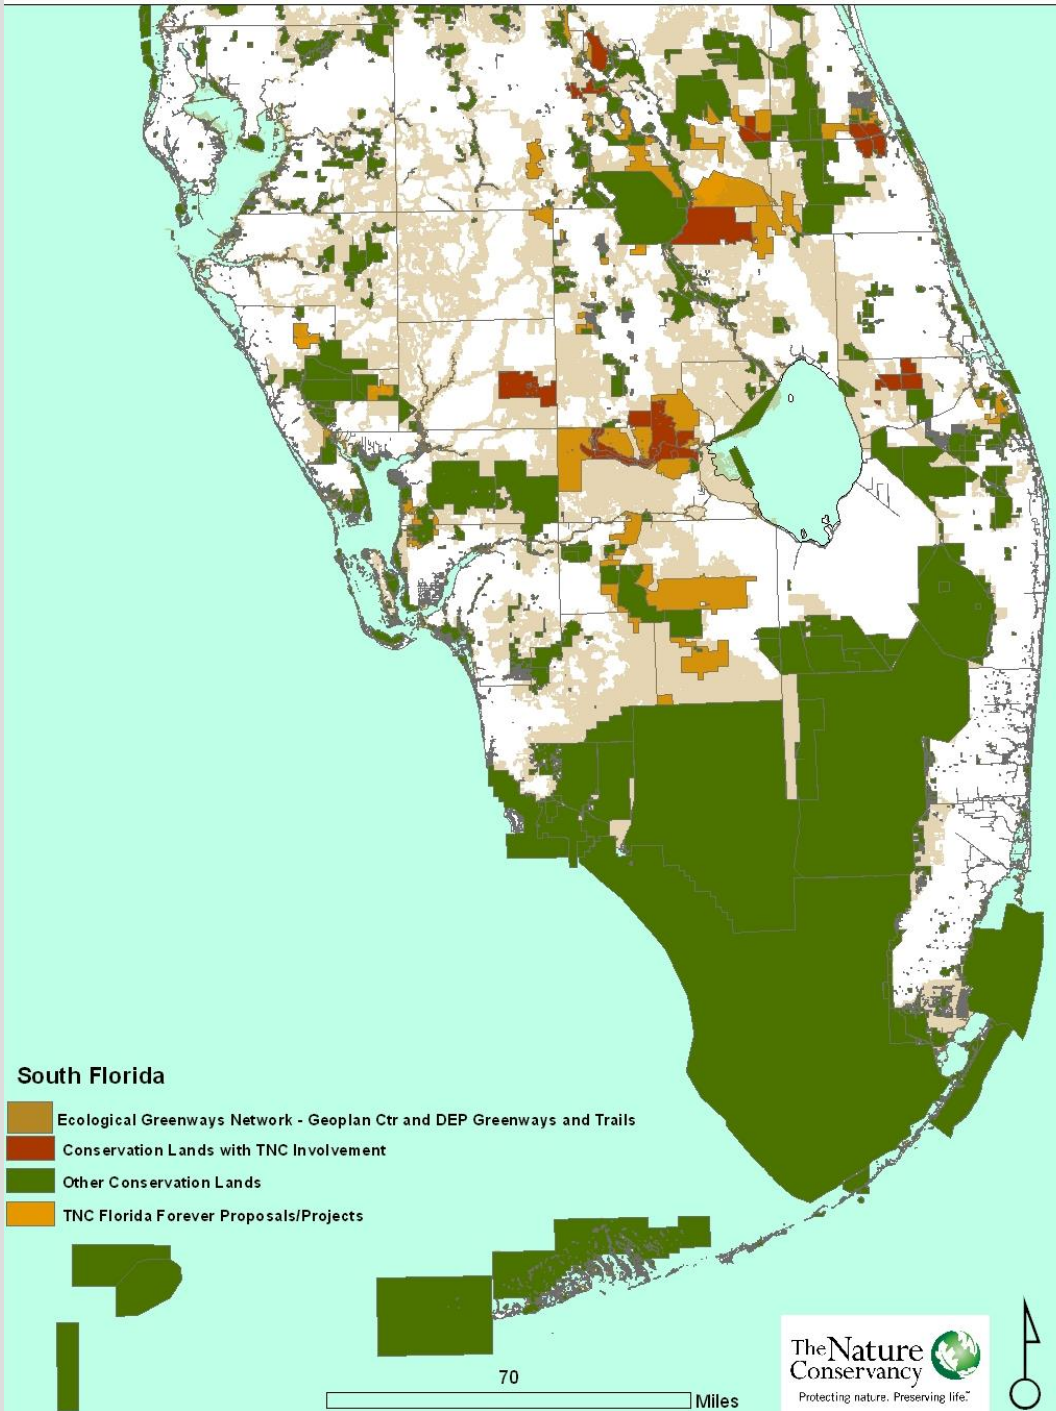 South Florida
Ecological Greenways Network - Geoplan Ctr and DEP Greenways and Trails
Conservation Lands with TNC Involvement
Other Conservation Lands
TNC Florida Forever Proposals/Projects
70
Miles
The Nature
Conservancy
Protecting nature. Preserving life.℠